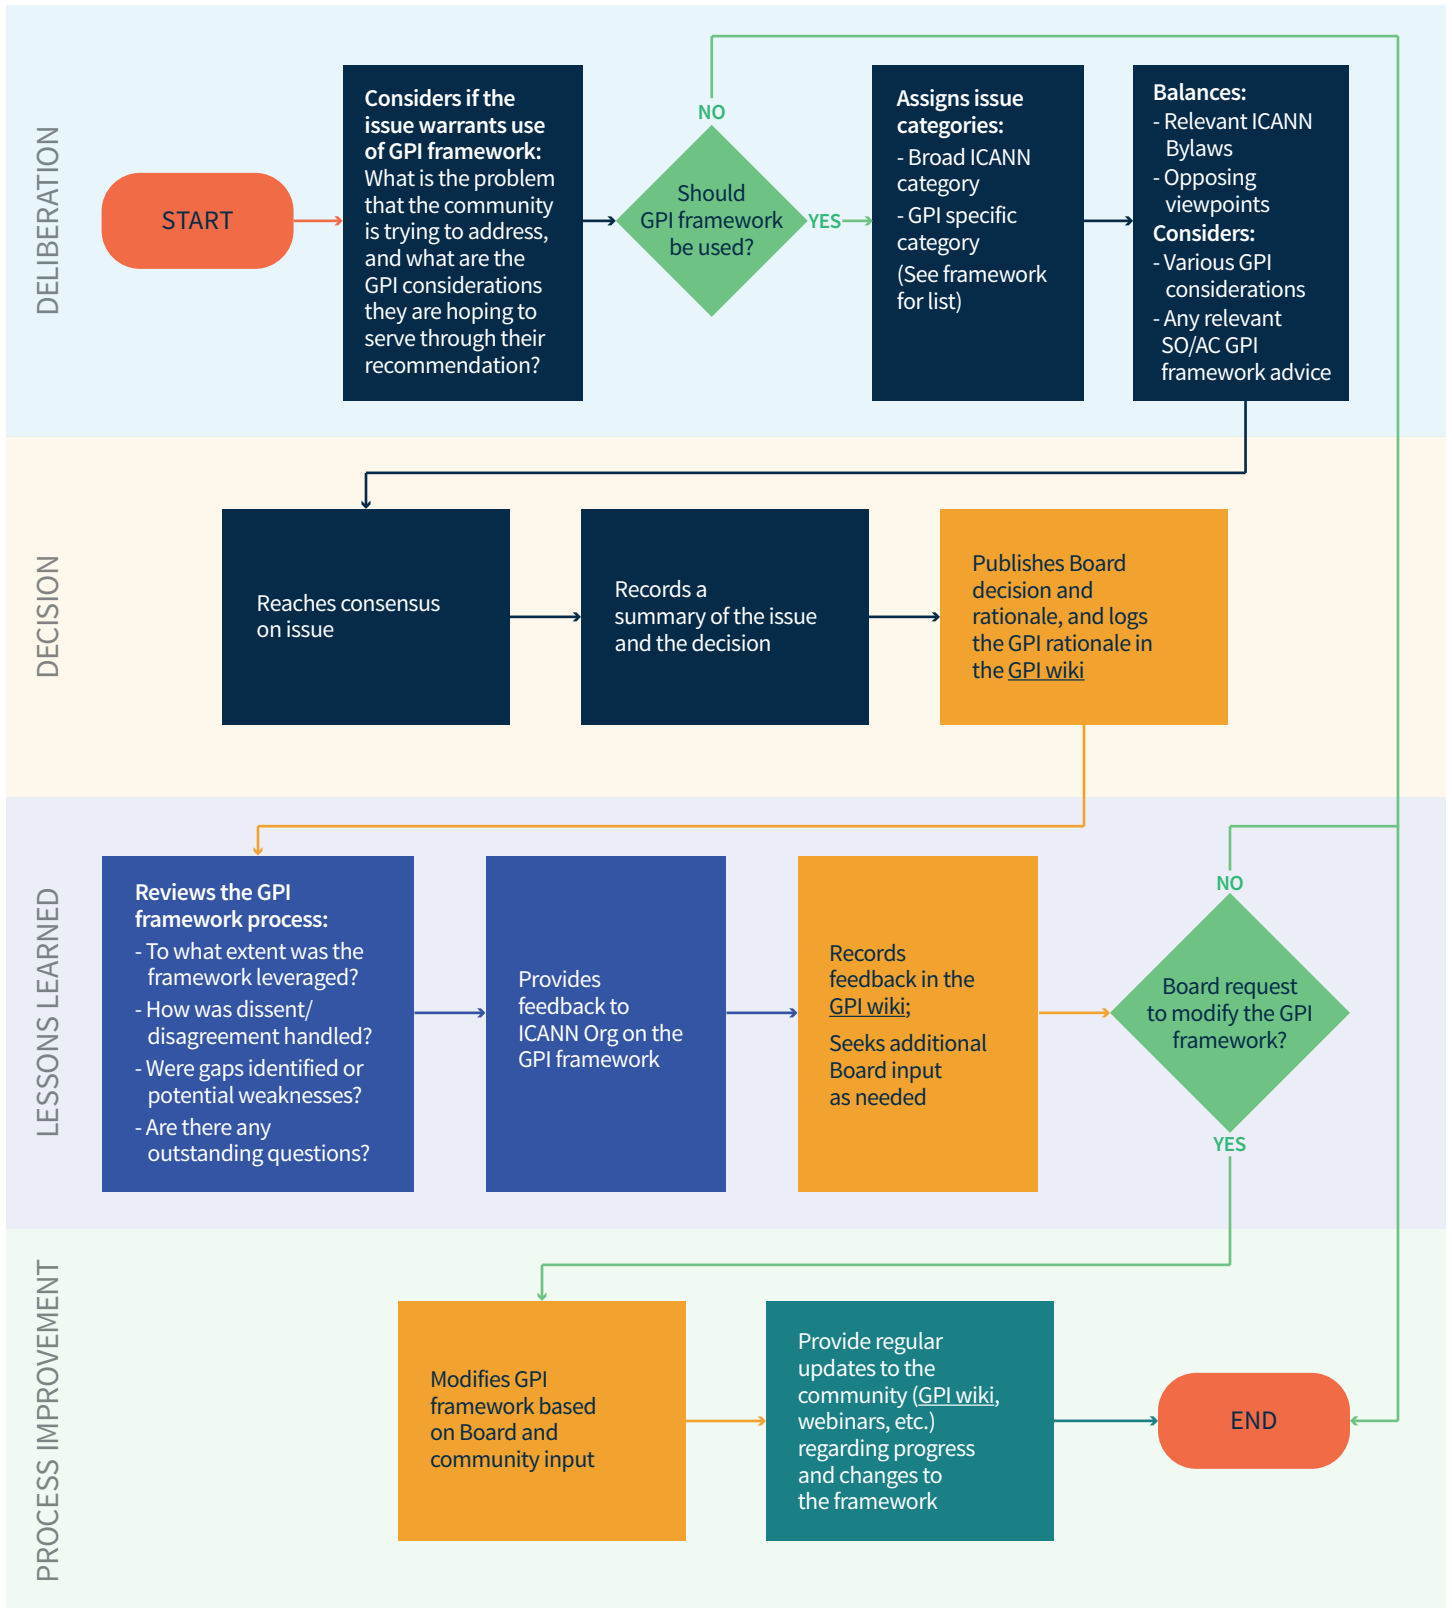 DELIBERATION
START
Considers if the
issue warrants use
of GPI framework:
What is the problem
that the community
is trying to address,
and what are the
GPI considerations
they are hoping to
serve through their
recommendation?
NO
Should
GPI framework
be used?
YES
Assigns issue
categories:
- Broad ICANN
category
- GPI specific
category
(See framework
for list)
Balances:
- Relevant ICANN
Bylaws
- Opposing
viewpoints
Considers:
- Various GPI
considerations
- Any relevant
SO/AC GPI
framework advice
DECISION
Reaches consensus
on issue
Records a
summary of the issue
and the decision
Publishes Board
decision and
rationale, and logs
the GPI rationale in
the GPI wiki
LESSONS LEARNED
Reviews the GPI
framework process:
- To what extent was the
framework leveraged?
- How was dissent/
disagreement handled?
- Were gaps identified or
potential weaknesses?
- Are there any
outstanding questions?
Provides
feedback to
ICANN Org on the
GPI framework
Records
feedback in the
GPI wiki;
Seeks additional
Board input
as needed
NO
Board request
to modify the GPI
framework?
YES
PROCESS IMPROVEMENT
Modifies GPI
framework based
on Board and
community input
Provide regular
updates to the
community (GPI wiki,
webinars, etc.)
regarding progress
and changes to
the framework
END